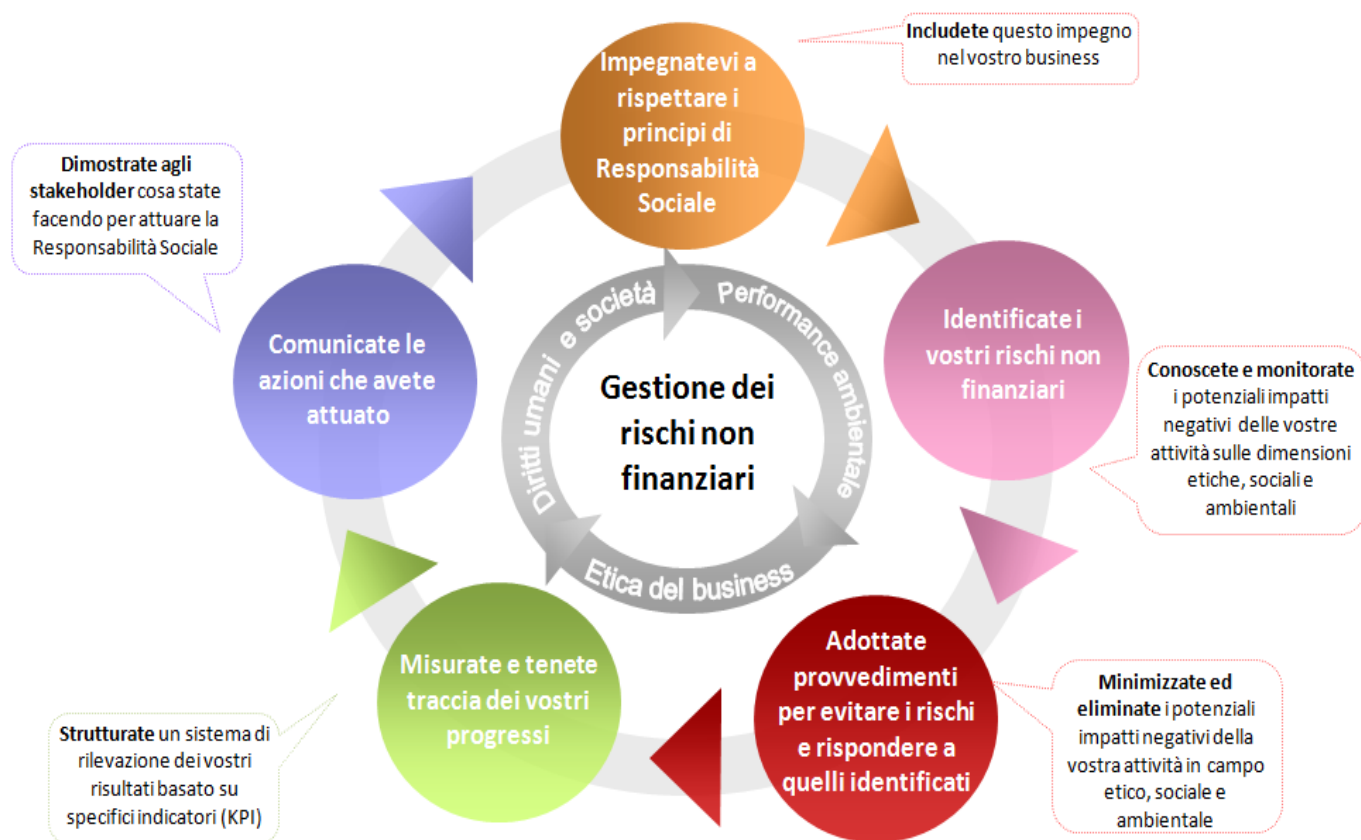 Impegnatevi a
rispettare i
principi di
Responsabilità
Sociale
Includete questo impegno
nel vostro business
Identificate i
vostri rischi non
finanziari
Conoscete e monitorate
i potenziali impatti
negativi delle vostre
attività sulle dimensioni
etiche, sociali e
ambientali
Adottate
provvedimenti
per evitare i rischi
e rispondere a
quelli identificati
Minimizzate ed
eliminate i potenziali
impatti negativi della
vostra attività in campo
etico, sociale e
ambientale
Misurate e tenete
traccia dei vostri
progressi
Strutturate un sistema di
rilevazione dei vostri
risultati basato su
specifici indicatori (KPI)
Comunicate le
azioni che avete
attuato
Dimostrate agli
stakeholder cosa state
facendo per attuare la
Responsabilità Sociale
Diritti umani e società
Performance ambientale
Etica del business
Gestione dei
rischi non
finanziari